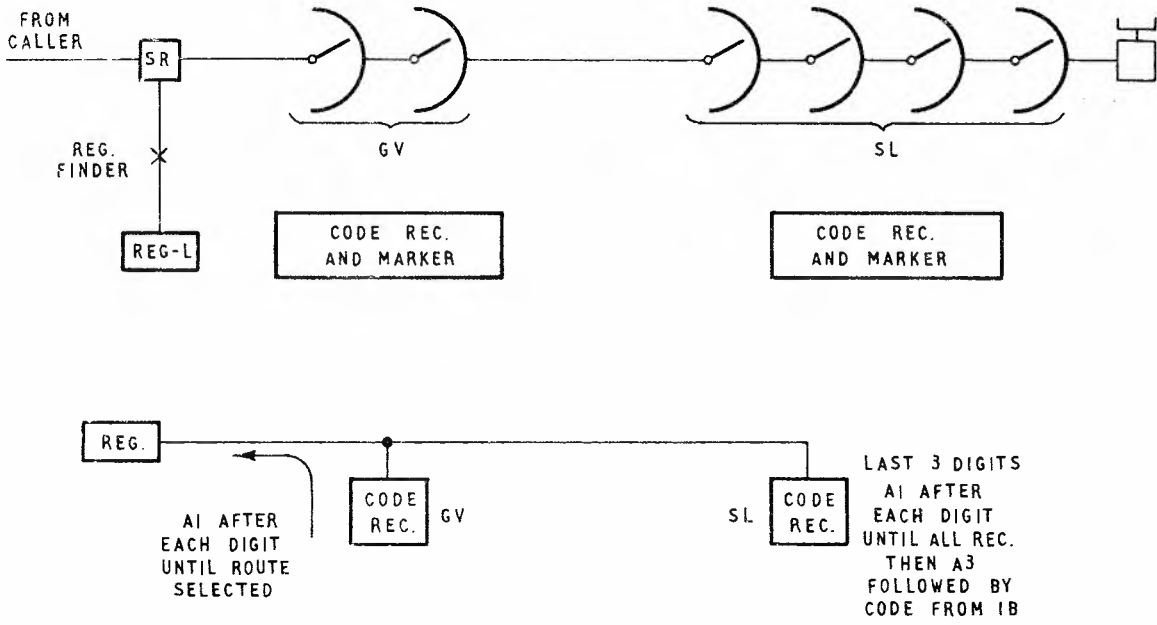 FROM
CALLER
SR
REG.
FINDER
REG-L
GV
SL
CODE REC.
AND MARKER
CODE REC.
AND MARKER
REG.
CODE
REC.
GV
A1 AFTER
EACH DIGIT
UNTIL ROUTE
SELECTED
SL
CODE
REC.
LAST 3 DIGITS
A1 AFTER
EACH DIGIT
UNTIL ALL REC.
THEN A3
FOLLOWED BY
CODE FROM 1B